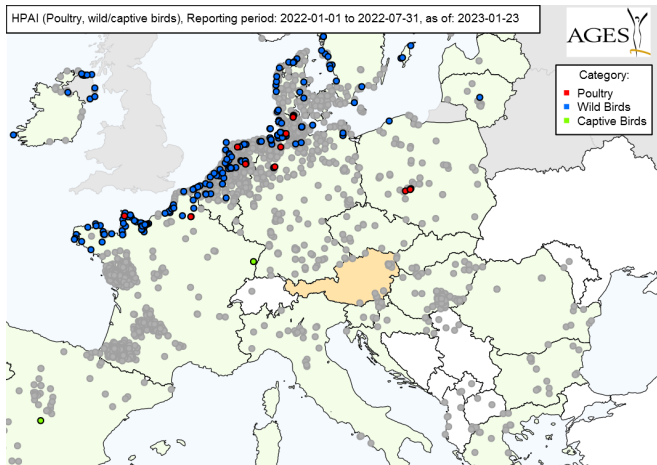 HPAI (Poultry, wild/captive birds), Reporting period: 2022-01-01 to 2022-07-31, as of: 2023-01-23
AGES
Category:
Poultry
Wild Birds
Captive Birds